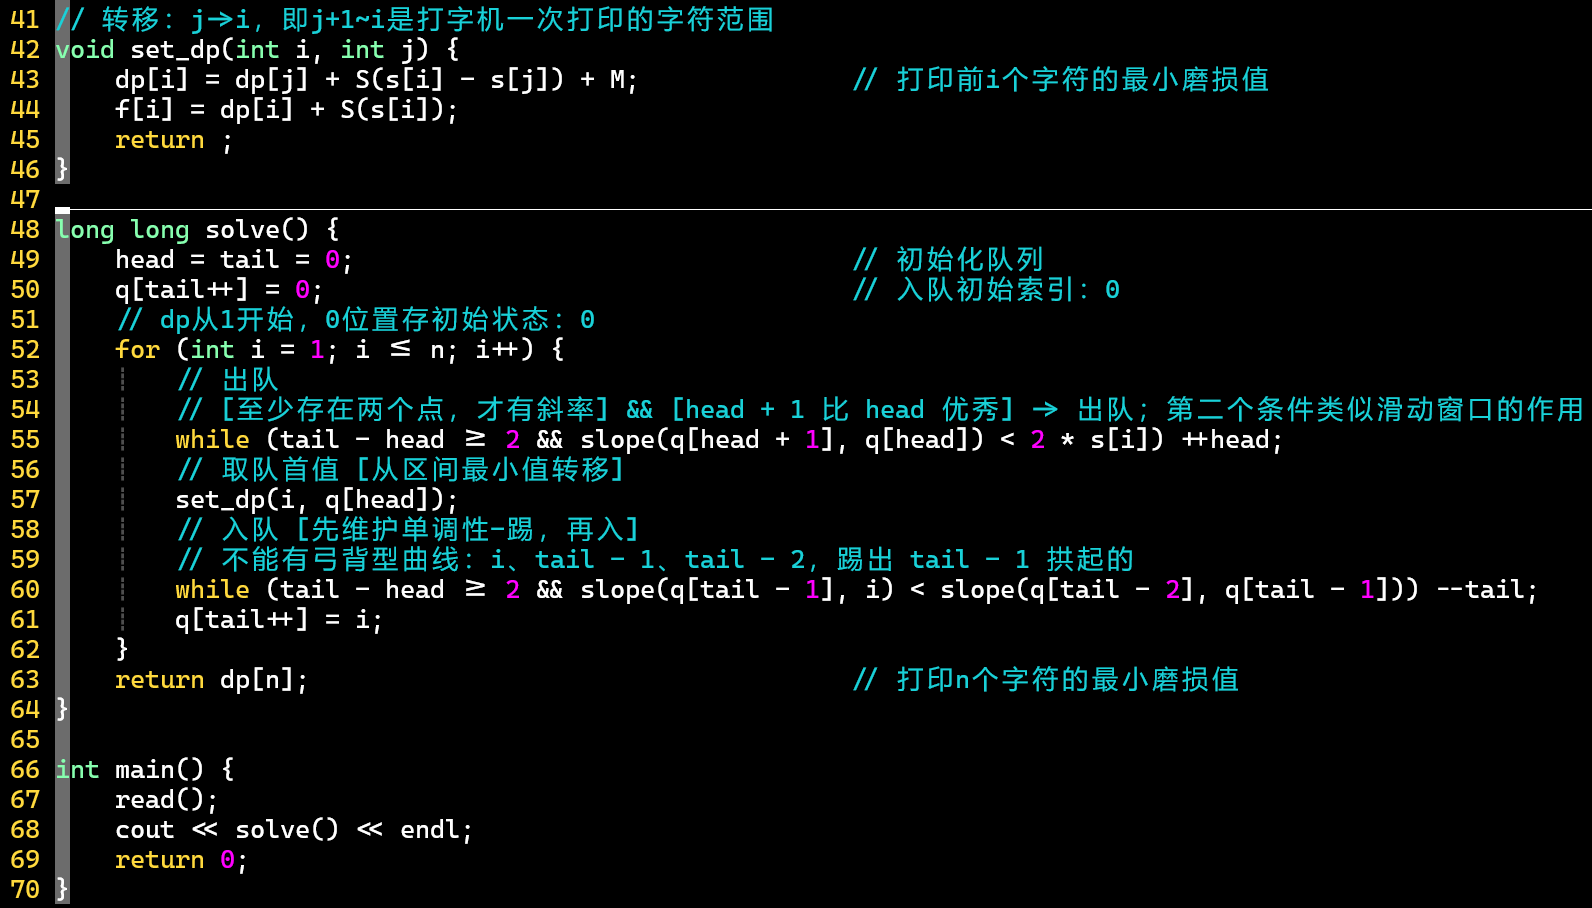 41 // 转移：j->i，即j+1~i是打字机一次打印的字符范围
42 void set_dp(int i, int j) {
43     dp[i] = dp[j] + S(s[i] - s[j]) + M;              // 打印前i个字符的最小磨损值
44     f[i] = dp[i] + S(s[i]);
45     return ;
46 }
47
48 long long solve() {
49     head = tail = 0;                                 // 初始化队列
50     q[tail++] = 0;                                   // 入队初始索引：0
51     // dp从1开始，0位置存初始状态：0
52     for (int i = 1; i <= n; i++) {
53         // 出队
54         // [至少存在两个点，才有斜率] && [head + 1 比 head 优秀] -> 出队；第二个条件类似滑动窗口的作用
55         while (tail - head >= 2 && slope(q[head + 1], q[head]) < 2 * s[i]) ++head;
56         // 取队首值 [从区间最小值转移]
57         set_dp(i, q[head]);
58         // 入队 [先维护单调性-踢，再入]
59         // 不能有弓背型曲线：i、tail - 1、tail - 2，踢出 tail - 1 拱起的
60         while (tail - head >= 2 && slope(q[tail - 1], i) < slope(q[tail - 2], q[tail - 1])) --tail;
61         q[tail++] = i;
62     }
63     return dp[n];                                    // 打印n个字符的最小磨损值
64 }
65
66 int main() {
67     read();
68     cout << solve() << endl;
69     return 0;
70 }